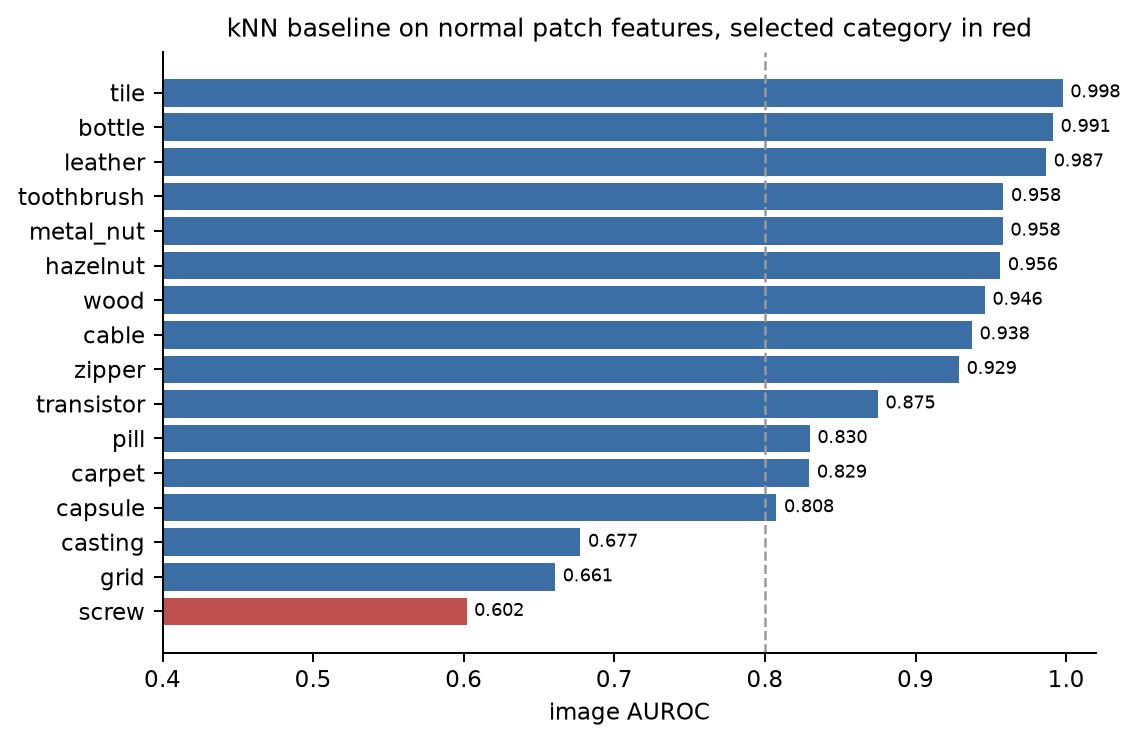 kNN baseline on normal patch features, selected category in red
tile 0.998
bottle 0.991
leather 0.987
toothbrush 0.958
metal_nut 0.958
hazelnut 0.956
wood 0.946
cable 0.938
zipper 0.929
transistor 0.875
pill 0.830
carpet 0.829
capsule 0.808
casting 0.677
grid 0.661
screw 0.602
0.4 0.5 0.6 0.7 0.8 0.9 1.0
image AUROC